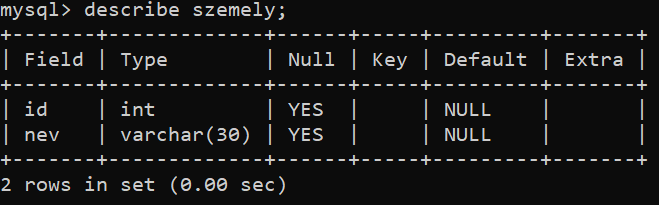 mysql> describe szemely;
+-------+-------------+------+-----+---------+-------+
| Field | Type        | Null | Key | Default | Extra |
+-------+-------------+------+-----+---------+-------+
| id    | int         | YES  |     | NULL    |       |
| nev   | varchar(30) | YES  |     | NULL    |       |
+-------+-------------+------+-----+---------+-------+
2 rows in set (0.00 sec)